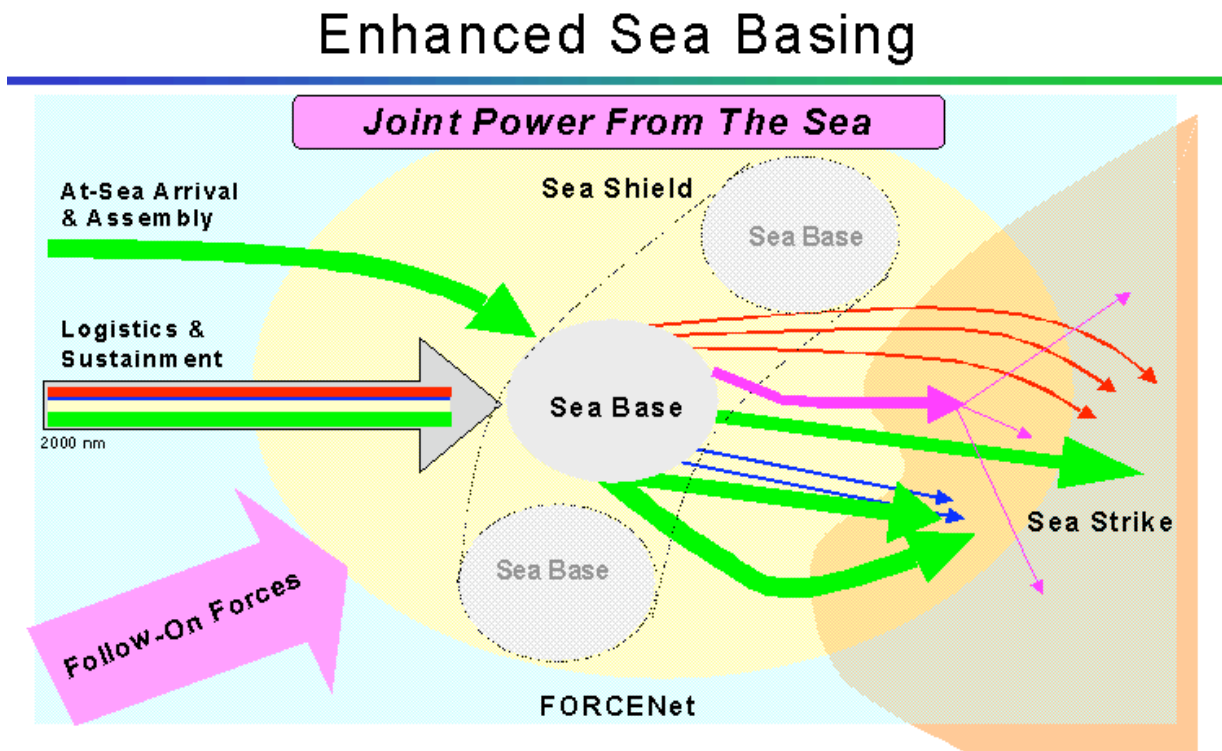 Enhanced Sea Basing
Joint Power From The Sea
At-Sea Arrival
& Assembly
Sea Shield
Sea Base
Logistics &
Sustainment
Sea Base
2000 nm
Sea Strike
Sea Base
Follow-On Forces
FORCENet